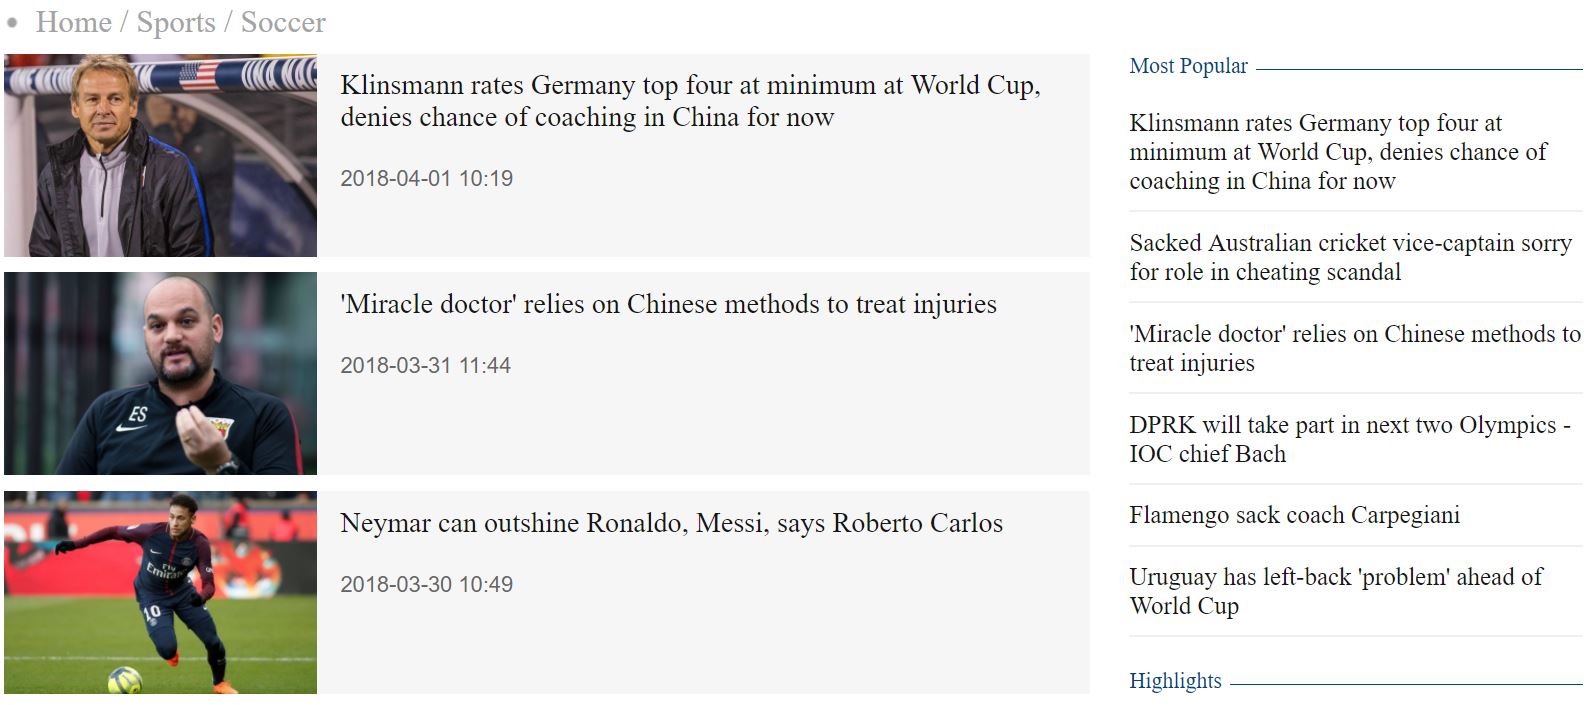 Home / Sports / Soccer
Klinsmann rates Germany top four at minimum at World Cup,
denies chance of coaching in China for now
2018-04-01 10:19
ES
'Miracle doctor' relies on Chinese methods to treat injuries
2018-03-31 11:44
Fly
Emirates
10
Neymar can outshine Ronaldo, Messi, says Roberto Carlos
2018-03-30 10:49
Most Popular
Klinsmann rates Germany top four at
minimum at World Cup, denies chance of
coaching in China for now
Sacked Australian cricket vice-captain sorry
for role in cheating scandal
'Miracle doctor' relies on Chinese methods to
treat injuries
DPRK will take part in next two Olympics -
IOC chief Bach
Flamengo sack coach Carpegiani
Uruguay has left-back 'problem' ahead of
World Cup
Highlights